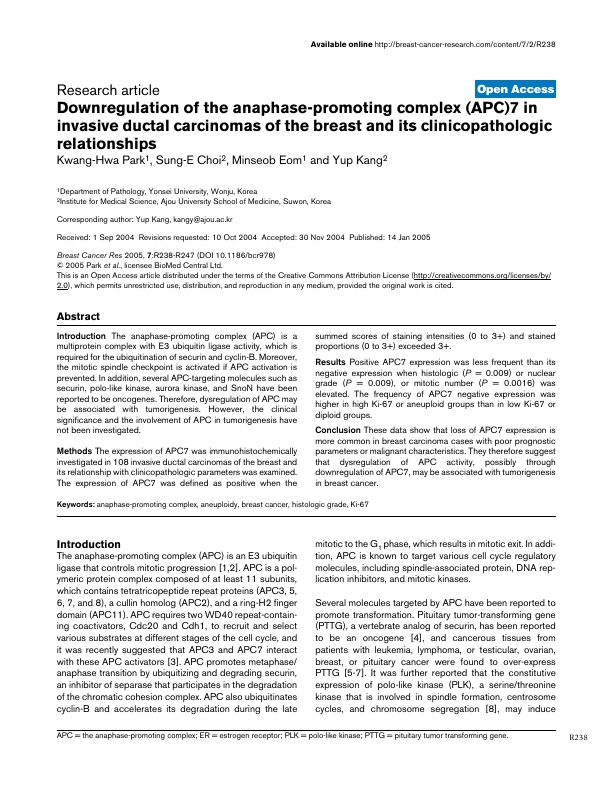 Available online http://breast-cancer-research.com/content/7/2/R238
Research article
Open Access
Downregulation of the anaphase-promoting complex (APC)7 in
invasive ductal carcinomas of the breast and its clinicopathologic
relationships
Kwang-Hwa Park1, Sung-E Choi2, Minseob Eom1 and Yup Kang2
1Department of Pathology, Yonsei University, Wonju, Korea
2Institute for Medical Science, Ajou University School of Medicine, Suwon, Korea
Corresponding author: Yup Kang, kangy@ajou.ac.kr
Received: 1 Sep 2004 Revisions requested: 10 Oct 2004 Accepted: 30 Nov 2004 Published: 14 Jan 2005
Breast Cancer Res 2005, 7:R238-R247 (DOI 10.1186/bcr978)
© 2005 Park et al., licensee BioMed Central Ltd.
This is an Open Access article distributed under the terms of the Creative Commons Attribution License (http://creativecommons.org/licenses/by/
2.0), which permits unrestricted use, distribution, and reproduction in any medium, provided the original work is cited.
Abstract
Introduction The anaphase-promoting complex (APC) is a
multiprotein complex with E3 ubiquitin ligase activity, which is
required for the ubiquitination of securin and cyclin-B. Moreover,
the mitotic spindle checkpoint is activated if APC activation is
prevented. In addition, several APC-targeting molecules such as
securin, polo-like kinase, aurora kinase, and SnoN have been
reported to be oncogenes. Therefore, dysregulation of APC may
be associated with tumorigenesis. However, the clinical
significance and the involvement of APC in tumorigenesis have
not been investigated.
Methods The expression of APC7 was immunohistochemically
investigated in 108 invasive ductal carcinomas of the breast and
its relationship with clinicopathologic parameters was examined.
The expression of APC7 was defined as positive when the
summed scores of staining intensities (0 to 3+) and stained
proportions (0 to 3+) exceeded 3+.
Results Positive APC7 expression was less frequent than its
negative expression when histologic (P = 0.009) or nuclear
grade (P = 0.009), or mitotic number (P = 0.0016) was
elevated. The frequency of APC7 negative expression was
higher in high Ki-67 or aneuploid groups than in low Ki-67 or
diploid groups.
Conclusion These data show that loss of APC7 expression is
more common in breast carcinoma cases with poor prognostic
parameters or malignant characteristics. They therefore suggest
that dysregulation of APC activity, possibly through
downregulation of APC7, may be associated with tumorigenesis
in breast cancer.
Keywords: anaphase-promoting complex, aneuploidy, breast cancer, histologic grade, Ki-67
Introduction
The anaphase-promoting complex (APC) is an E3 ubiquitin
ligase that controls mitotic progression [1,2]. APC is a pol-
ymeric protein complex composed of at least 11 subunits,
which contains tetratricopeptide repeat proteins (APC3, 5,
6, 7, and 8), a cullin homolog (APC2), and a ring-H2 finger
domain (APC11). APC requires two WD40 repeat-contain-
ing coactivators, Cdc20 and Cdh1, to recruit and select
various substrates at different stages of the cell cycle, and
it was recently suggested that APC3 and APC7 interact
with these APC activators [3]. APC promotes metaphase/
anaphase transition by ubiquitizing and degrading securin,
an inhibitor of separase that participates in the degradation
of the chromatic cohesion complex. APC also ubiquitinates
cyclin-B and accelerates its degradation during the late
mitotic to the G1 phase, which results in mitotic exit. In addi-
tion, APC is known to target various cell cycle regulatory
molecules, including spindle-associated protein, DNA rep-
lication inhibitors, and mitotic kinases.
Several molecules targeted by APC have been reported to
promote transformation. Pituitary tumor-transforming gene
(PTTG), a vertebrate analog of securin, has been reported
to be an oncogene [4], and cancerous tissues from
patients with leukemia, lymphoma, or testicular, ovarian,
breast, or pituitary cancer were found to over-express
PTTG [5-7]. It was further reported that the constitutive
expression of polo-like kinase (PLK), a serine/threonine
kinase that is involved in spindle formation, centrosome
cycles, and chromosome segregation [8], may induce
APC = the anaphase-promoting complex; ER = estrogen receptor; PLK = polo-like kinase; PTTG = pituitary tumor transforming gene.
R238